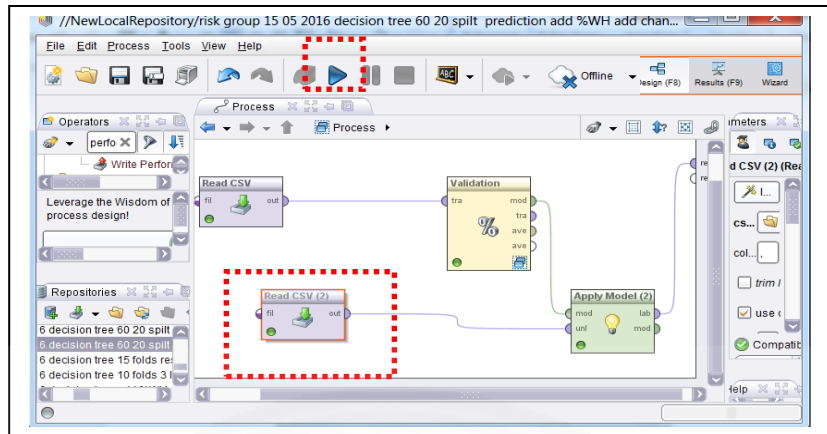 //NewLocalRepository/risk group 15 05 2016 decision tree 60 20 spilt prediction add %WH add chan...
File Edit Process Tools View Help
ABC
Offline
esign (F8)
Results (F9)
Wizard
Process
Operators
meters
perfo
Process
Write Perforn
d CSV (2) (Rea
Leverage the Wisdom of
process design!
Read CSV
fil
out
Validation
tra
mod
tra
ave
ave
%
re
re
I...
cs...
col...
,
trim l
use
Compatib
Repositories
6 decision tree 60 20 spilt
6 decision tree 60 20 spilt
6 decision tree 15 folds re
6 decision tree 10 folds 3 l
Read CSV (2)
fil
out
Apply Model (2)
mod
unl
lab
mod
Help